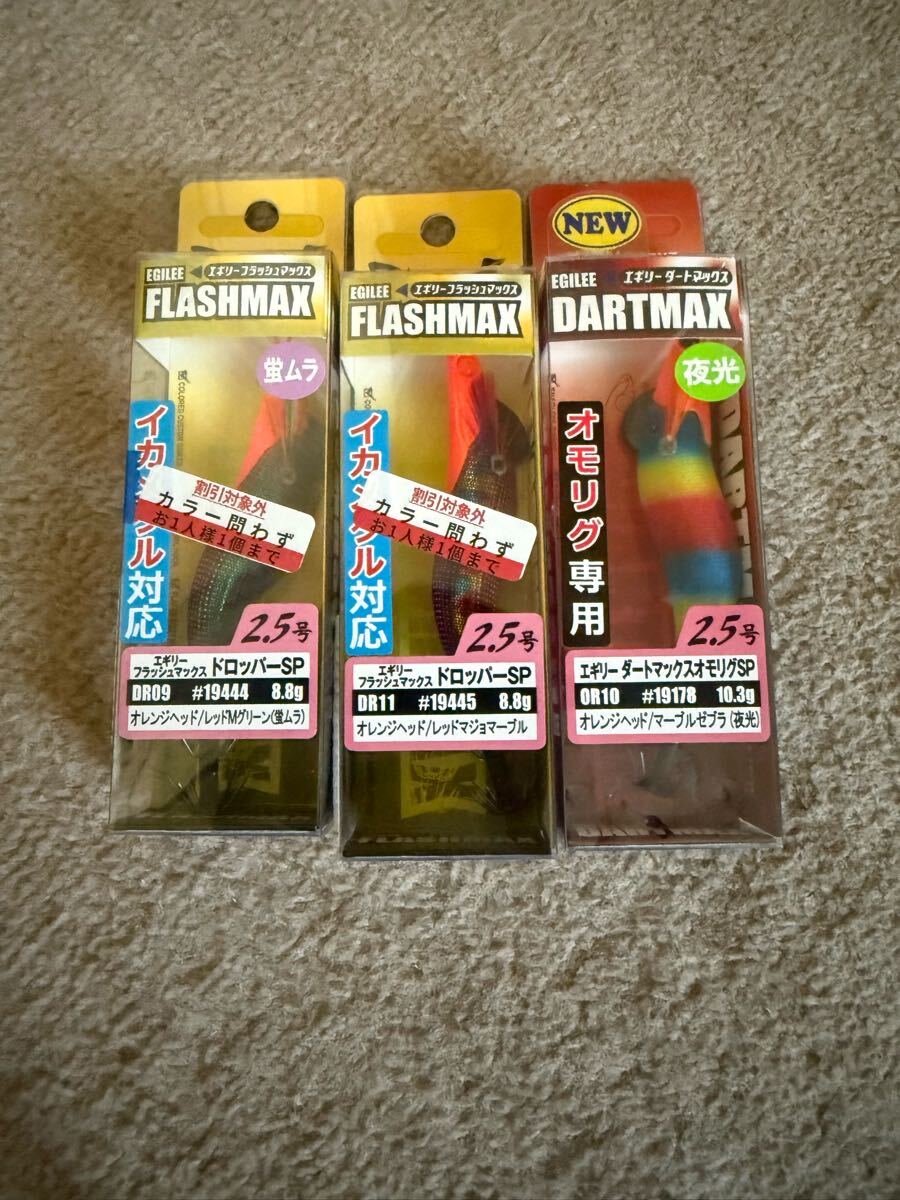 EGILEE エギリーフラッシュマックス
FLASHMAX
蛍ムラ
COLORED CUSTOM
イカ
ル対応
割引対象外
カラー問わず
お1人様1個まで
2.5号
エギリー
フラッシュマックス ドロッパーSP
DR09 #19444 8.8g
オレンジヘッド/レッドMグリーン(蛍ムラ)
EGILEE エギリーフラッシュマックス
FLASHMAX
イカ
ル対応
割引対象外
カラー問わず
お1人様1個まで
2.5号
エギリー
フラッシュマックス ドロッパーSP
DR11 #19445 8.8g
オレンジヘッド/レッドマジョマーブル
NEW
EGILEE エギリーダートマックス
DARTMAX
夜光
オモリグ専用
2.5号
エギリー ダートマックスオモリグSP
OR10 #19178 10.3g
オレンジヘッド/マーブルゼブラ(夜光)